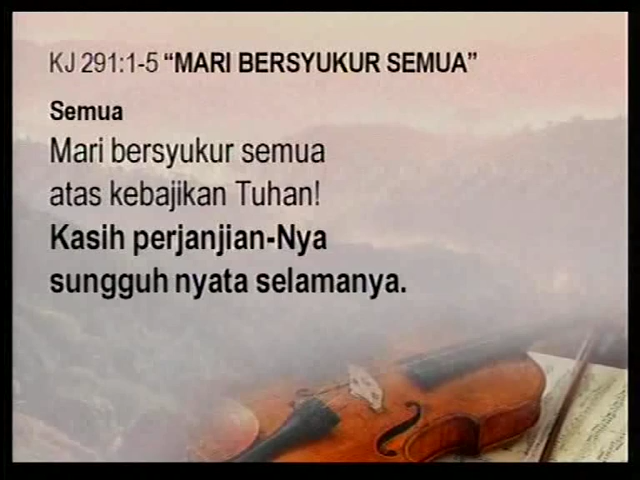 KJ 291:1-5 “MARI BERSYUKUR SEMUA”
Semua
Mari bersyukur semua
atas kebajikan Tuhan!
Kasih perjanjian-Nya
sungguh nyata selamanya.